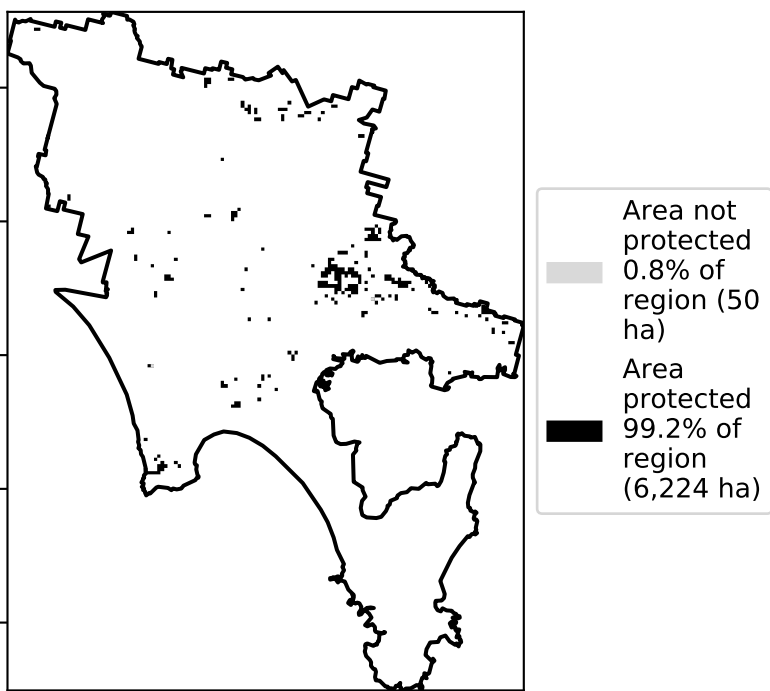 Area not
protected
0.8% of
region (50
ha)
Area
protected
99.2% of
region
(6,224 ha)